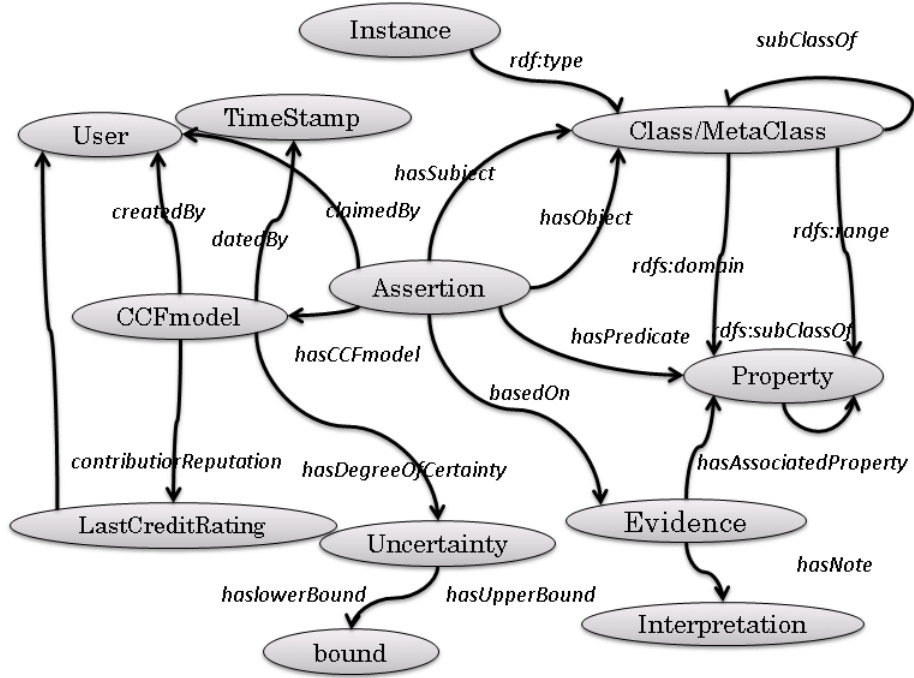 Instance
subClassOf
rdf:type
TimeStamp
User
Class/MetaClass
hasSubject
createdBy
claimedBy
hasObject
datedBy
rdfs:range
rdfs:domain
Assertion
CCFmodel
hasPredicate
rdfs:subClassOf
hasCCFmodel
Property
basedOn
contributiorReputation
hasDegreeOfCertainty
hasAssociatedProperty
LastCreditRating
Evidence
Uncertainty
haslowerBound
hasUpperBound
hasNote
Interpretation
bound